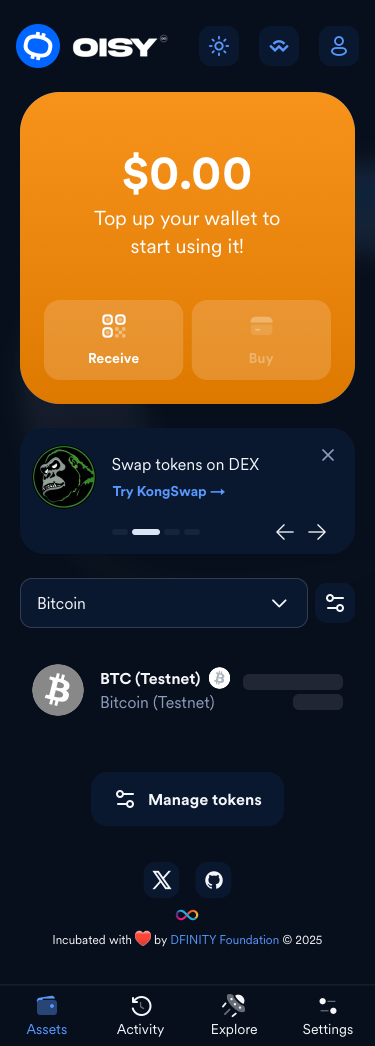 OISY
$0.00
Top up your wallet to
start using it!
Receive
Buy
Swap tokens on DEX
Try KongSwap →
Bitcoin
BTC (Testnet)
Bitcoin (Testnet)
Manage tokens
Incubated with ❤️ by DFINITY Foundation © 2025
Assets
Activity
Explore
Settings